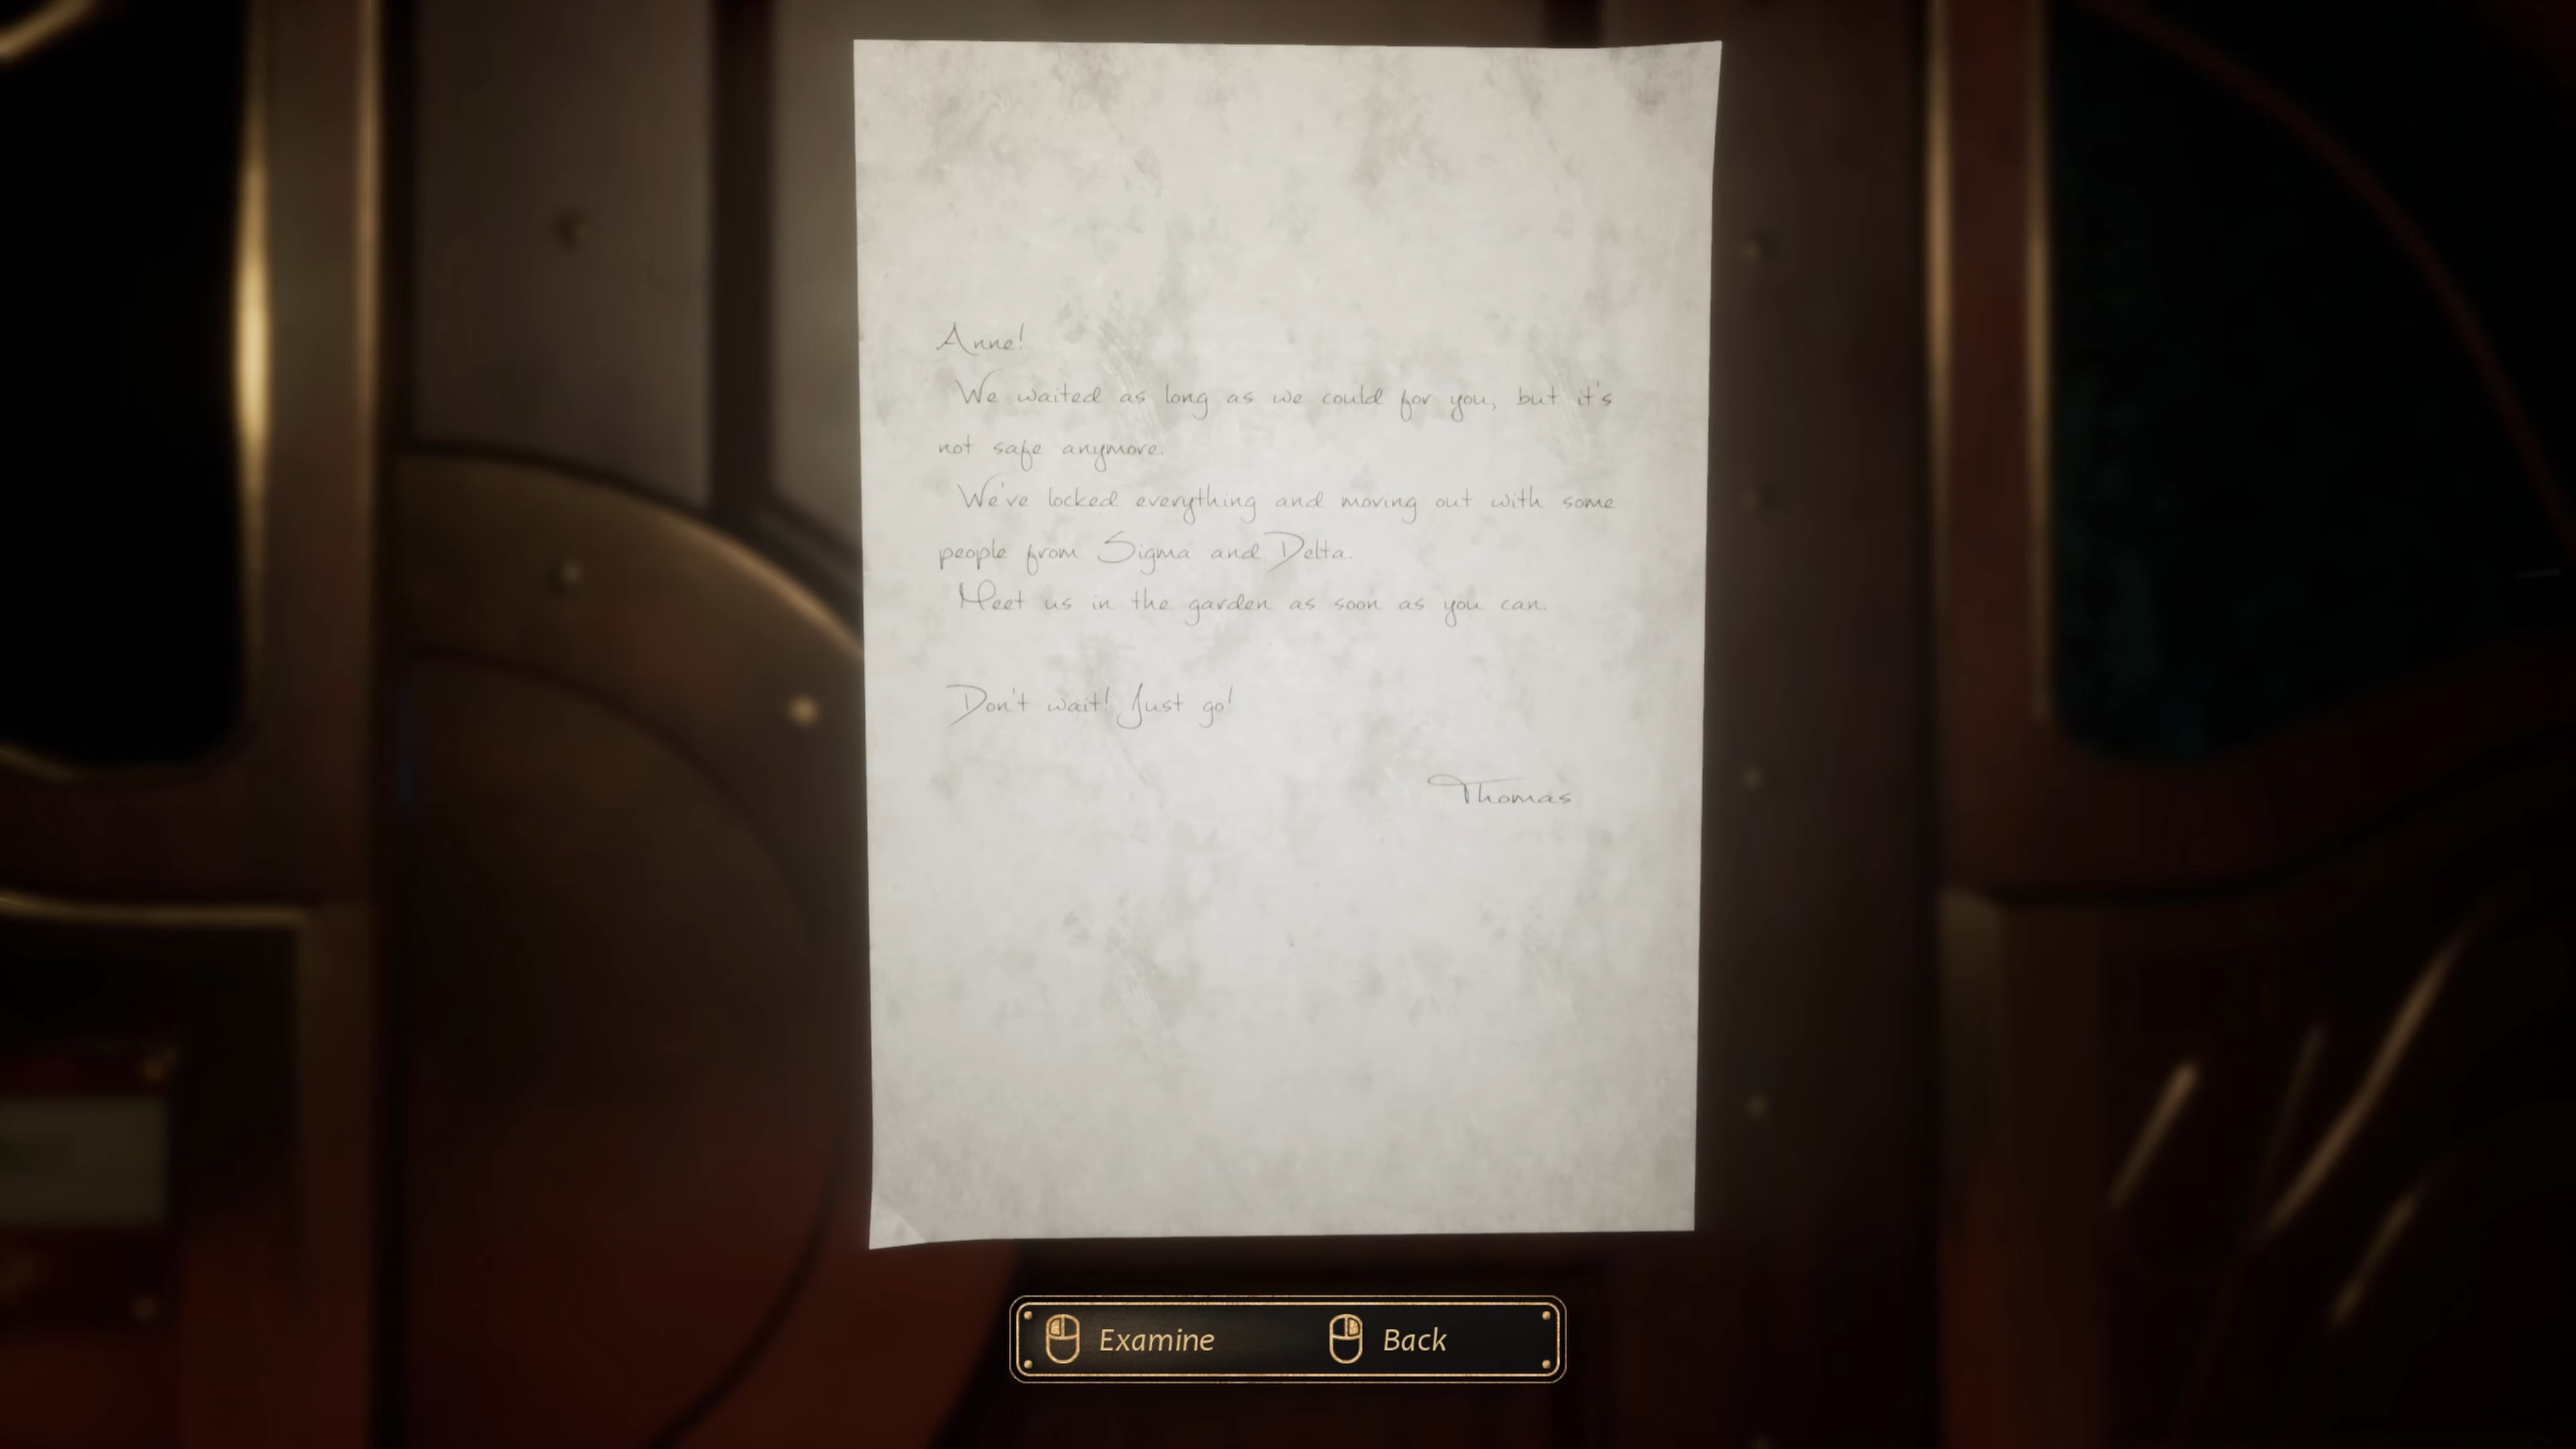 Anne!
We waited as long as we could for you, but it's
not safe anymore.
We've locked everything and moving out with some
people from Sigma and Delta.
Meet us in the garden as soon as you can.
Don't wait! Just go!
Thomas
Examine
Back